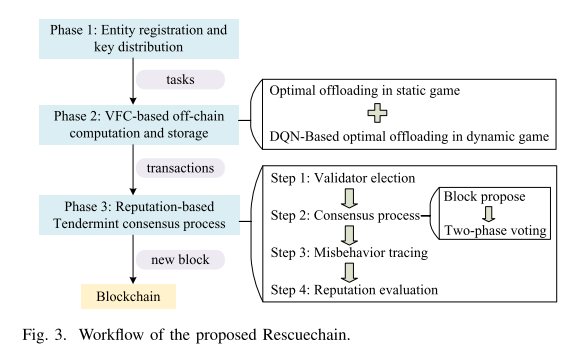 Phase 1: Entity registration and
key distribution
tasks
Phase 2: VFC-based off-chain
computation and storage
Optimal offloading in static game
DQN-Based optimal offloading in dynamic game
transactions
Phase 3: Reputation-based
Tendermint consensus process
Step 1: Validator election
Step 2: Consensus process
Block propose
Two-phase voting
Step 3: Misbehavior tracing
Step 4: Reputation evaluation
new block
Blockchain
Fig. 3. Workflow of the proposed Rescuechain.